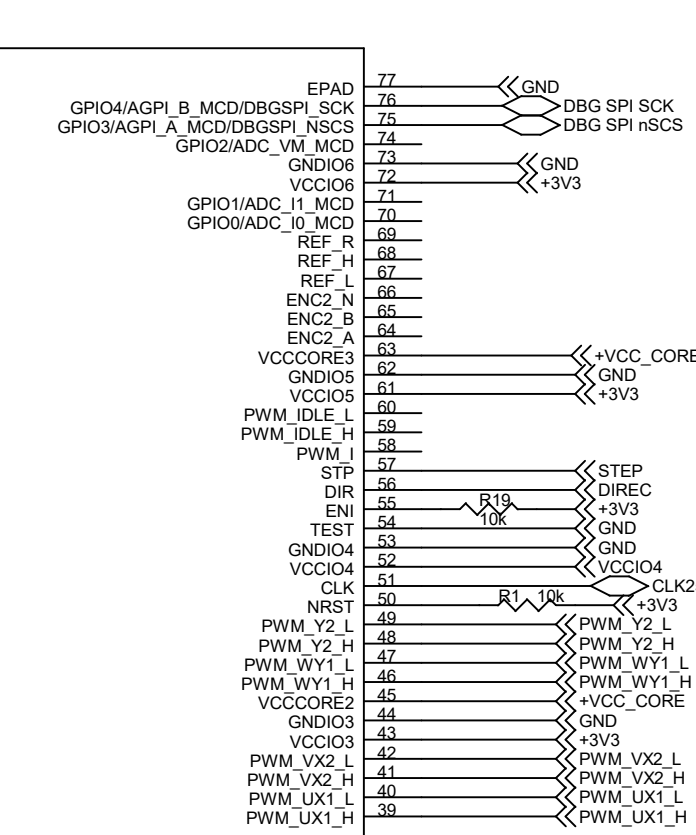 EPAD 77 GND
GPIO4/AGPI_B_MCD/DBGSPI_SCK 76 DBG SPI SCK
GPIO3/AGPI_A_MCD/DBGSPI_NSCS 75 DBG SPI nSCS
GPIO2/ADC_VM_MCD 74
GNDIO6 73 GND
VCCIO6 72 +3V3
GPIO1/ADC_I1_MCD 71
GPIO0/ADC_I0_MCD 70
REF_R 69
REF_H 68
REF_L 67
ENC2_N 66
ENC2_B 65
ENC2_A 64
VCCCORE3 63 +VCC_CORE
GNDIO5 62 GND
VCCIO5 61 +3V3
PWM_IDLE_L 60
PWM_IDLE_H 59
PWM_I 58
STP 57 STEP
DIR 56 DIREC
ENI 55 R19 10k +3V3
TEST 54 GND
GNDIO4 53 GND
VCCIO4 52 VCCIO4
CLK 51 CLK2
NRST 50 R1 10k +3V3
PWM_Y2_L 49 PWM_Y2_L
PWM_Y2_H 48 PWM_Y2_H
PWM_WY1_L 47 PWM_WY1_L
PWM_WY1_H 46 PWM_WY1_H
VCCCORE2 45 +VCC_CORE
GNDIO3 44 GND
VCCIO3 43 +3V3
PWM_VX2_L 42 PWM_VX2_L
PWM_VX2_H 41 PWM_VX2_H
PWM_UX1_L 40 PWM_UX1_L
PWM_UX1_H 39 PWM_UX1_H